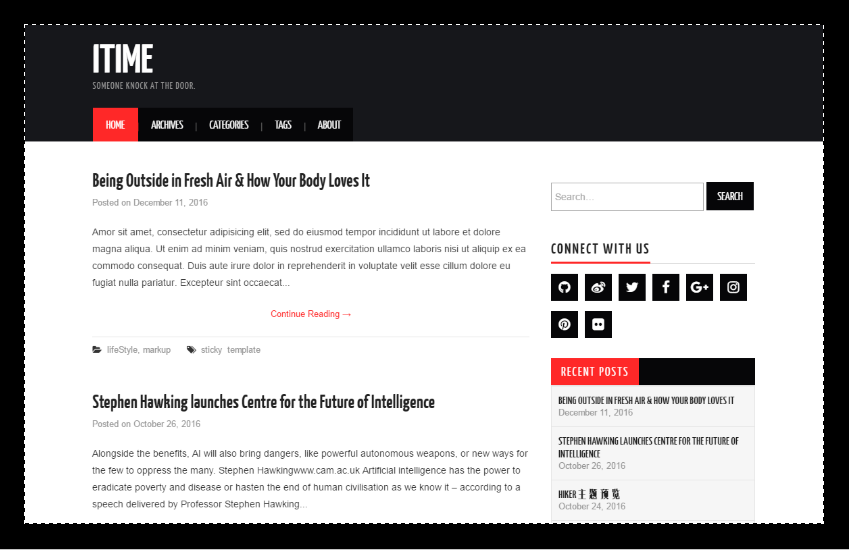 ITIME
SOMEONE KNOCK AT THE DOOR.
HOME | ARCHIVES | CATEGORIES | TAGS | ABOUT
Being Outside in Fresh Air & How Your Body Loves It
Posted on December 11, 2016
Amor sit amet, consectetur adipisicing elit, sed do eiusmod tempor incididunt ut labore et dolore
magna aliqua. Ut enim ad minim veniam, quis nostrud exercitation ullamco laboris nisi ut aliquip ex ea
commodo consequat. Duis aute irure dolor in reprehenderit in voluptate velit esse cillum dolore eu
fugiat nulla pariatur. Excepteur sint occaecat...
Continue Reading →
lifeStyle, markup sticky template
Stephen Hawking launches Centre for the Future of Intelligence
Posted on October 26, 2016
Alongside the benefits, AI will also bring dangers, like powerful autonomous weapons, or new ways for
the few to oppress the many. Stephen Hawkingwww.cam.ac.uk Artificial intelligence has the power to
eradicate poverty and disease or hasten the end of human civilisation as we know it – according to a
speech delivered by Professor Stephen Hawking...
Search...
SEARCH
CONNECT WITH US
RECENT POSTS
BEING OUTSIDE IN FRESH AIR & HOW YOUR BODY LOVES IT
December 11, 2016
STEPHEN HAWKING LAUNCHES CENTRE FOR THE FUTURE OF
INTELLIGENCE
October 26, 2016
HIKER 主题预览
October 24, 2016